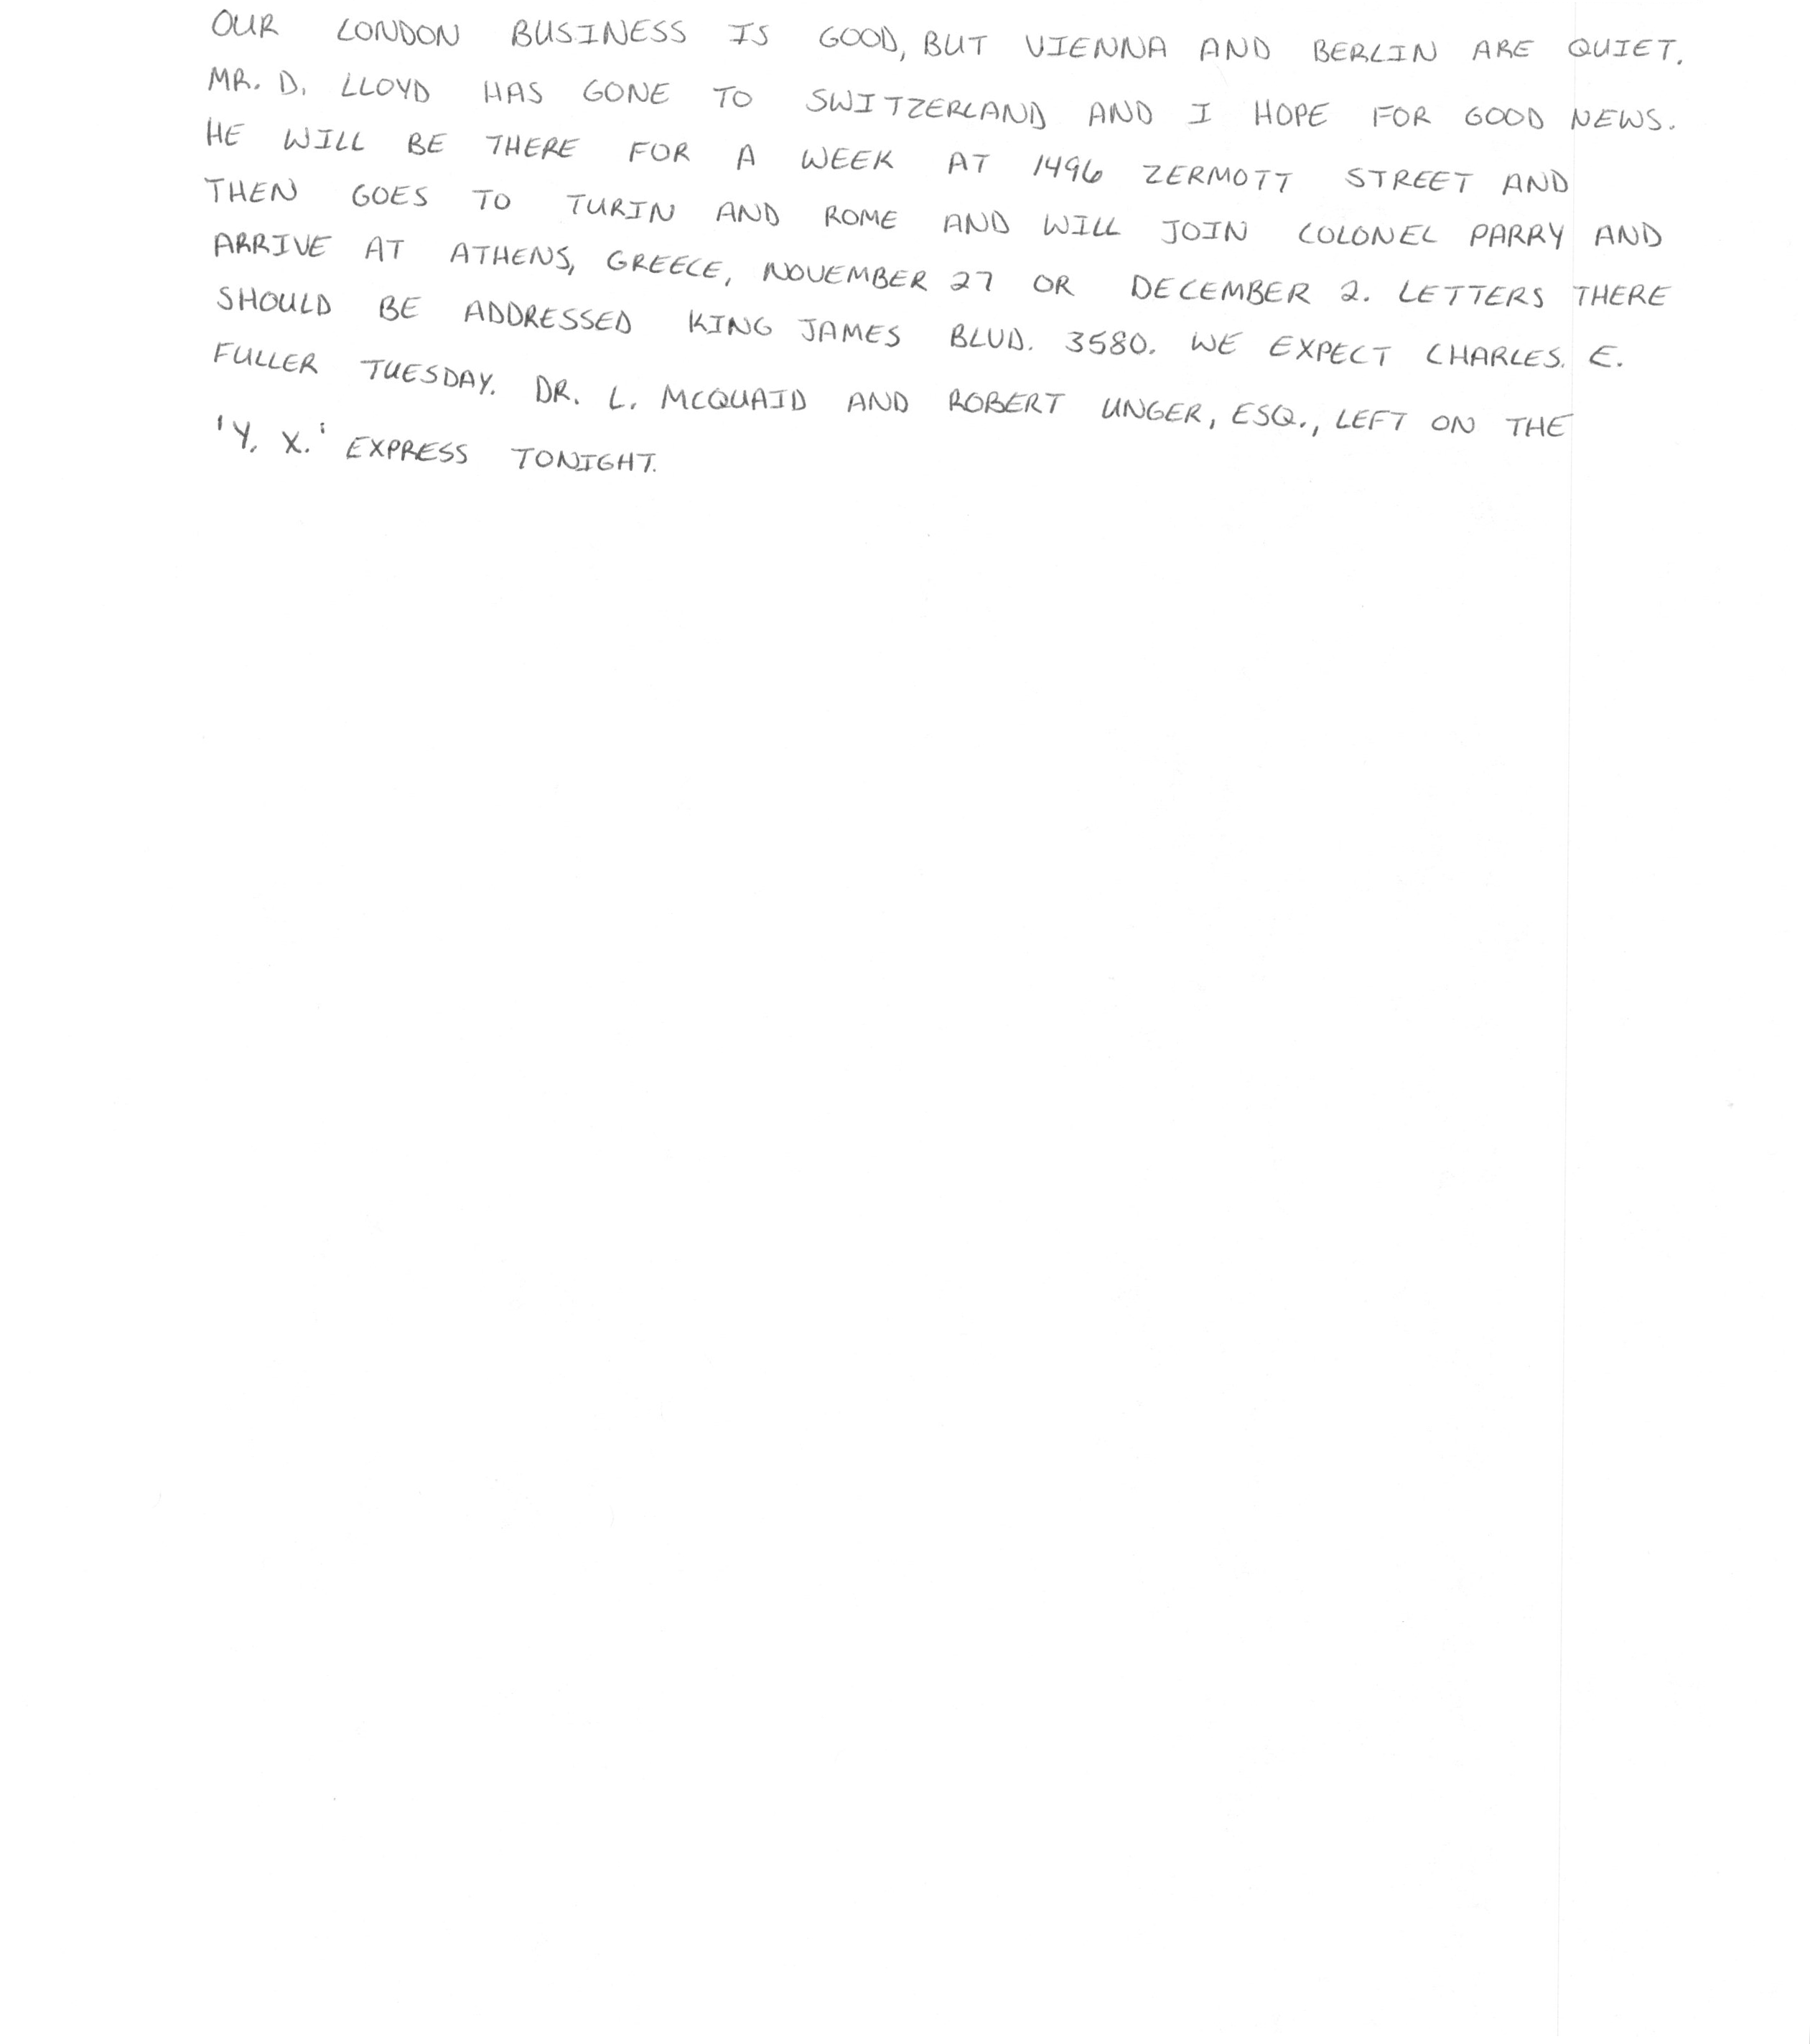 OUR LONDON BUSINESS IS GOOD, BUT VIENNA AND BERLIN ARE QUIET.
MR. D. LLOYD HAS GONE TO SWITZERLAND AND I HOPE FOR GOOD NEWS.
HE WILL BE THERE FOR A WEEK AT 1496 ZERMOTT STREET AND
THEN GOES TO TURIN AND ROME AND WILL JOIN COLONEL PARRY AND
ARRIVE AT ATHENS, GREECE, NOVEMBER 27 OR DECEMBER 2. LETTERS THERE
SHOULD BE ADDRESSED KING JAMES BLVD. 3580. WE EXPECT CHARLES. E.
FULLER TUESDAY. DR. L. MCQUAID AND ROBERT UNGER, ESQ., LEFT ON THE
'Y. X.' EXPRESS TONIGHT.